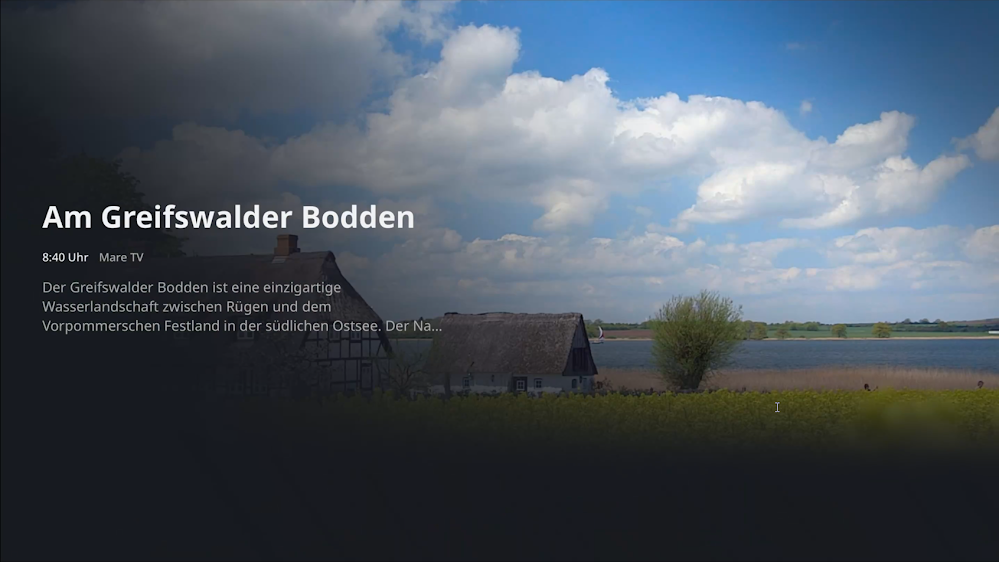 Am Greifswalder Bodden
8:40 Uhr Mare TV
Der Greifswalder Bodden ist eine einzigartige
Wasserlandschaft zwischen Rügen und dem
Vorpommerschen Festland in der südlichen Ostsee. Der Na...